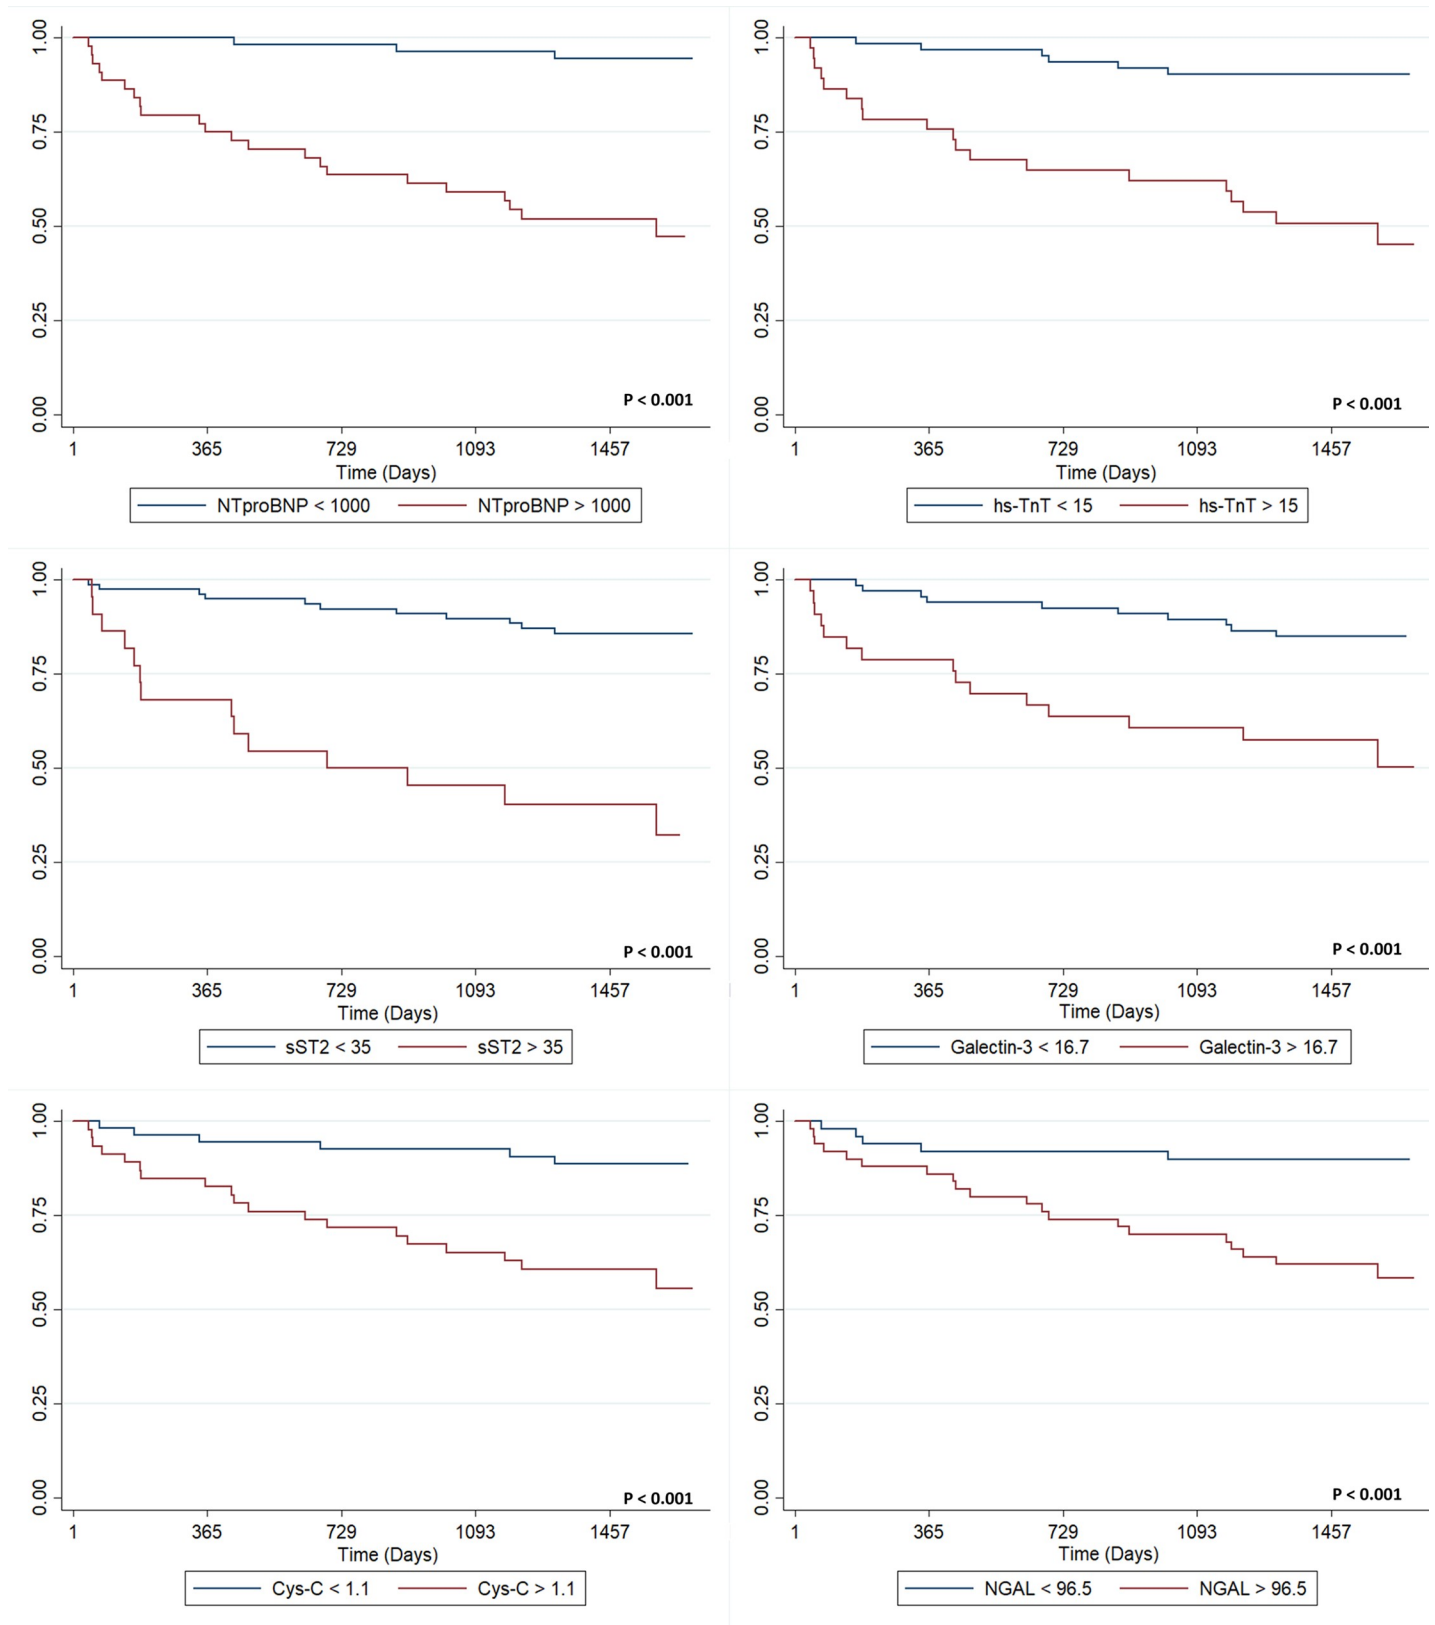 1.00
0.75
0.50
0.25
0.00
P < 0.001
1 365 729 1093 1457
Time (Days)
NTproBNP < 1000 NTproBNP > 1000
1.00
0.75
0.50
0.25
0.00
P < 0.001
1 365 729 1093 1457
Time (Days)
hs-TnT < 15 hs-TnT > 15
1.00
0.75
0.50
0.25
0.00
P < 0.001
1 365 729 1093 1457
Time (Days)
sST2 < 35 sST2 > 35
1.00
0.75
0.50
0.25
0.00
P < 0.001
1 365 729 1093 1457
Time (Days)
Galectin-3 < 16.7 Galectin-3 > 16.7
1.00
0.75
0.50
0.25
0.00
P < 0.001
1 365 729 1093 1457
Time (Days)
Cys-C < 1.1 Cys-C > 1.1
1.00
0.75
0.50
0.25
0.00
P < 0.001
1 365 729 1093 1457
Time (Days)
NGAL < 96.5 NGAL > 96.5